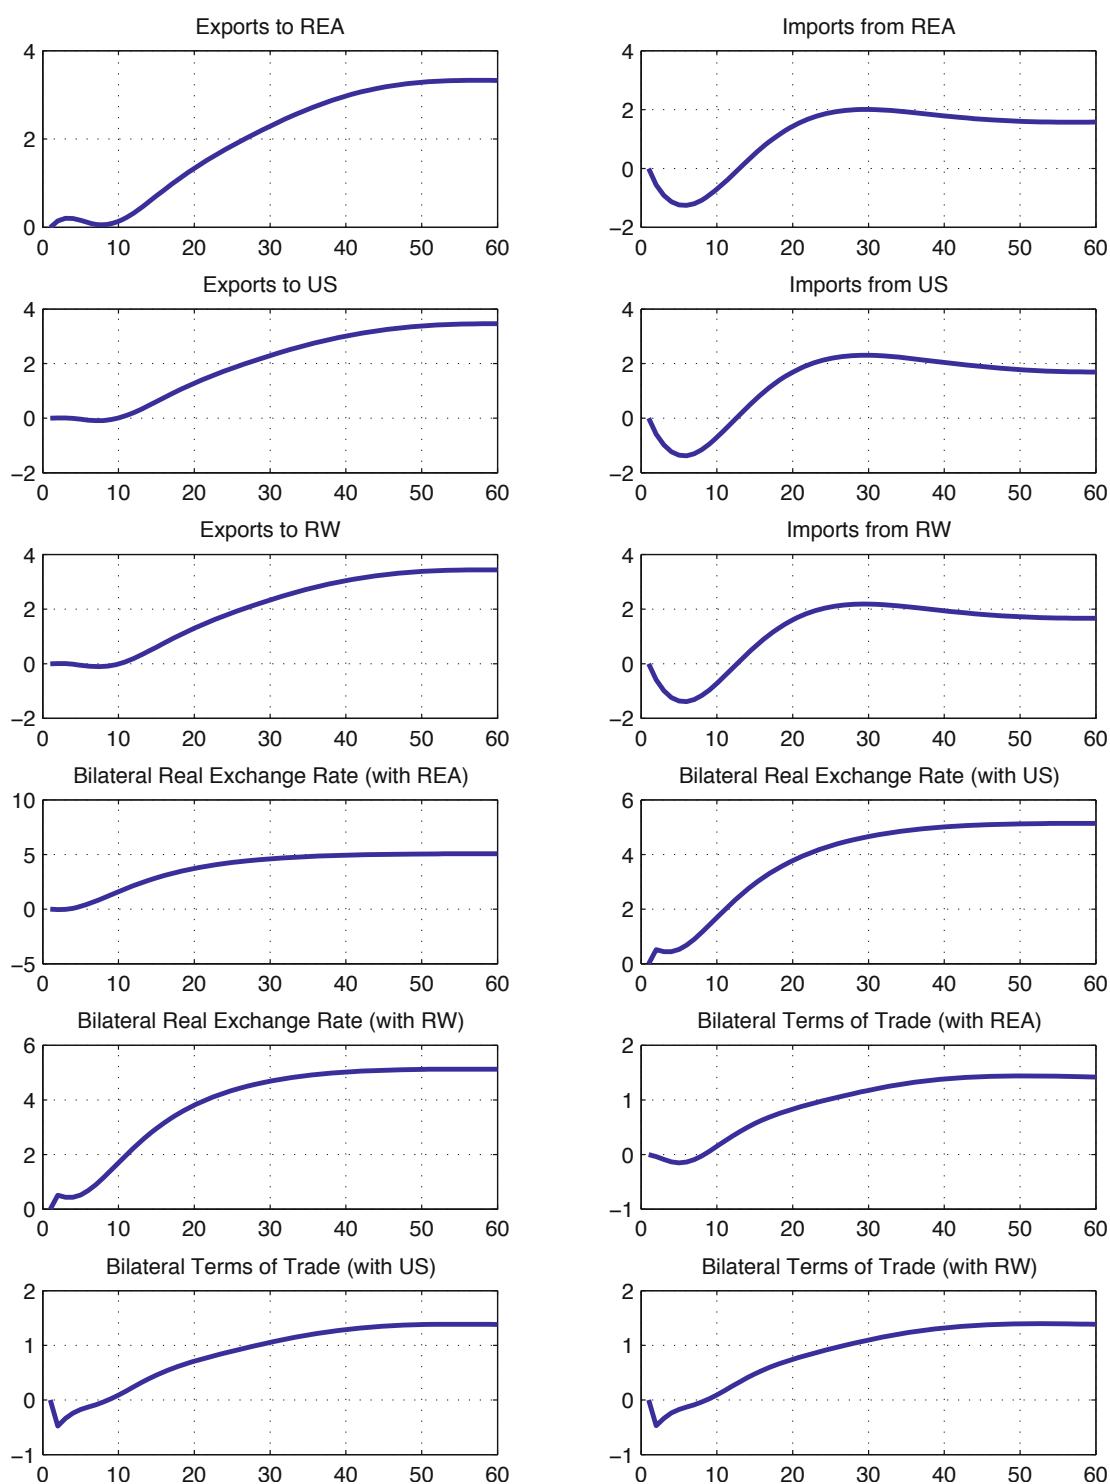 Exports to REA
Imports from REA
4
2
0
0 10 20 30 40 50 60
4
2
0
−2
0 10 20 30 40 50 60
Exports to US
Imports from US
4
2
0
−2
0 10 20 30 40 50 60
4
2
0
−2
0 10 20 30 40 50 60
Exports to RW
Imports from RW
4
2
0
−2
0 10 20 30 40 50 60
4
2
0
−2
0 10 20 30 40 50 60
Bilateral Real Exchange Rate (with REA)
Bilateral Real Exchange Rate (with US)
10
5
0
−5
0 10 20 30 40 50 60
6
4
2
0
0 10 20 30 40 50 60
Bilateral Real Exchange Rate (with RW)
Bilateral Terms of Trade (with REA)
6
4
2
0
0 10 20 30 40 50 60
2
1
0
−1
0 10 20 30 40 50 60
Bilateral Terms of Trade (with US)
Bilateral Terms of Trade (with RW)
2
1
0
−1
0 10 20 30 40 50 60
2
1
0
−1
0 10 20 30 40 50 60